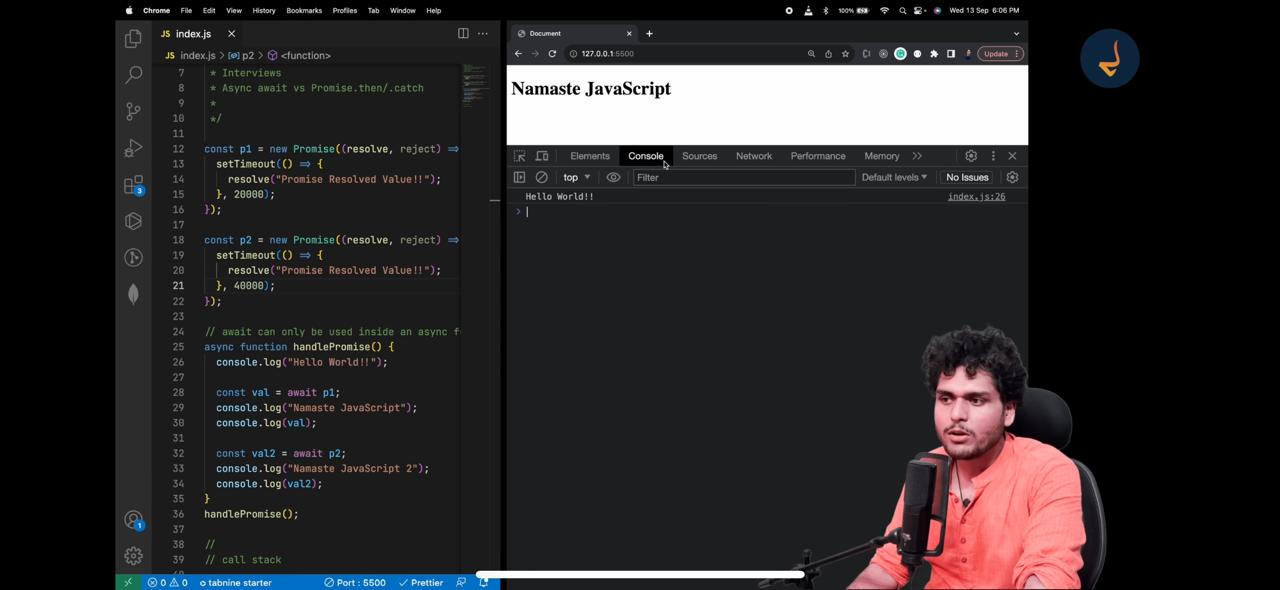 Chrome File Edit View History Bookmarks Profiles Tab Window Help
100% Wed 13 Sep 6:06 PM
JS index.js
JS index.js > p2 > <function>
7 * Interviews
8 * Async await vs Promise.then/.catch
9 *
10 */
11
12 const p1 = new Promise((resolve, reject) ⇒
13 setTimeout(() ⇒ {
14 resolve("Promise Resolved Value!!");
15 }, 20000);
16 });
17
18 const p2 = new Promise((resolve, reject) ⇒
19 setTimeout(() ⇒ {
20 resolve("Promise Resolved Value!!");
21 }, 40000);
22 });
23
24 // await can only be used inside an async f
25 async function handlePromise() {
26 console.log("Hello World!!");
27
28 const val = await p1;
29 console.log("Namaste JavaScript");
30 console.log(val);
31
32 const val2 = await p2;
33 console.log("Namaste JavaScript 2");
34 console.log(val2);
35 }
36 handlePromise();
37
38 //
39 // call stack
3
1
0 0 tabnine starter Port : 5500 Prettier
Document
127.0.0.1:5500
Update
Namaste JavaScript
Elements Console Sources Network Performance Memory
top Filter Default levels No Issues
Hello World!! index.js:26